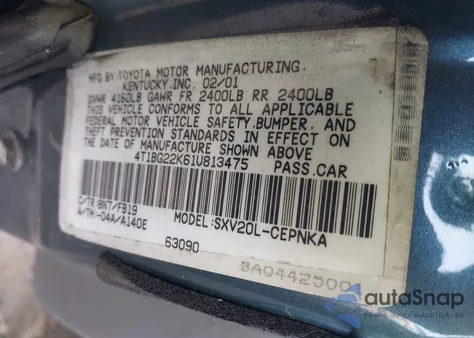 MFD.BY:TOYOTA MOTOR MANUFACTURING,
KENTUCKY,INC. 02/01
GVWR 4160LB GAWR FR 2400LB RR 2400LB
THIS VEHICLE CONFORMS TO ALL APPLICABLE
FEDERAL MOTOR VEHICLE SAFETY,BUMPER, AND
THEFT PREVENTION STANDARDS IN EFFECT ON
THE DATE OF MANUFACTURE SHOWN ABOVE
4T1BG22K61U813475 PASS.CAR
C/TR:8N7/FB19
A/TM:-04A/A140E
MODEL:SXV20L-CEPNKA
63090
BA0442500
autoSnap